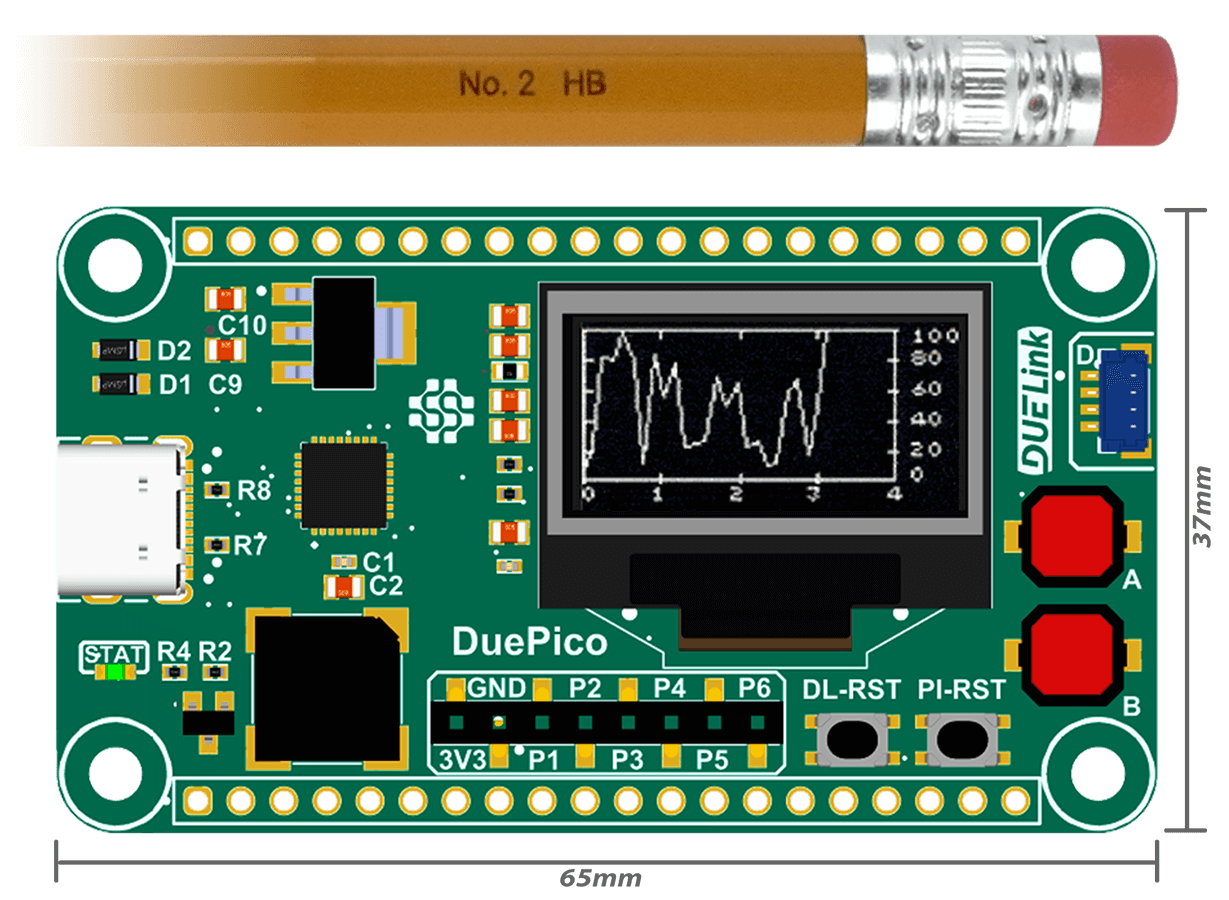 No. 2 HB
C10
D2
D1
C9
100
80
60
40
20
0
0 1 2 3 4
DUELink
R8
R7
C1
C2
A
37mm
DuePico
STAT R4 R2
GND P2 P4 P6 DL-RST PI-RST
B
3V3 P1 P3 P5
65mm